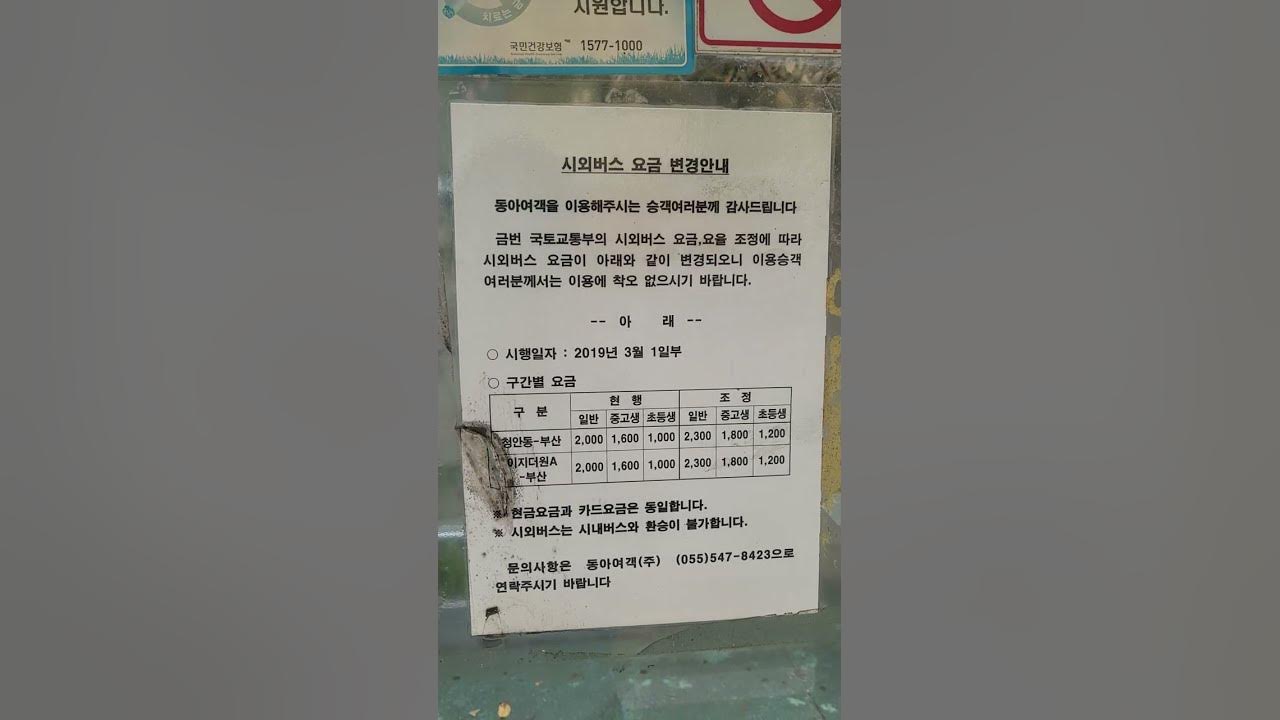 치료는
지원합니다.
국민건강보험 1577-1000
시외버스 요금 변경안내
동아여객을 이용해주시는 승객여러분께 감사드립니다
금번 국토교통부의 시외버스 요금,요율 조정에 따라
시외버스 요금이 아래와 같이 변경되오니 이용승객
여러분께서는 이용에 착오 없으시기 바랍니다.
-- 아 래 --
○ 시행일자 : 2019년 3월 1일부
○ 구간별 요금
구 분 현 행 조 정
일반 중고생 초등생 일반 중고생 초등생
청안동-부산 2,000 1,600 1,000 2,300 1,800 1,200
이지더원A
-부산 2,000 1,600 1,000 2,300 1,800 1,200
※ 현금요금과 카드요금은 동일합니다.
※ 시외버스는 시내버스와 환승이 불가합니다.
문의사항은 동아여객(주) (055)547-8423으로
연락주시기 바랍니다